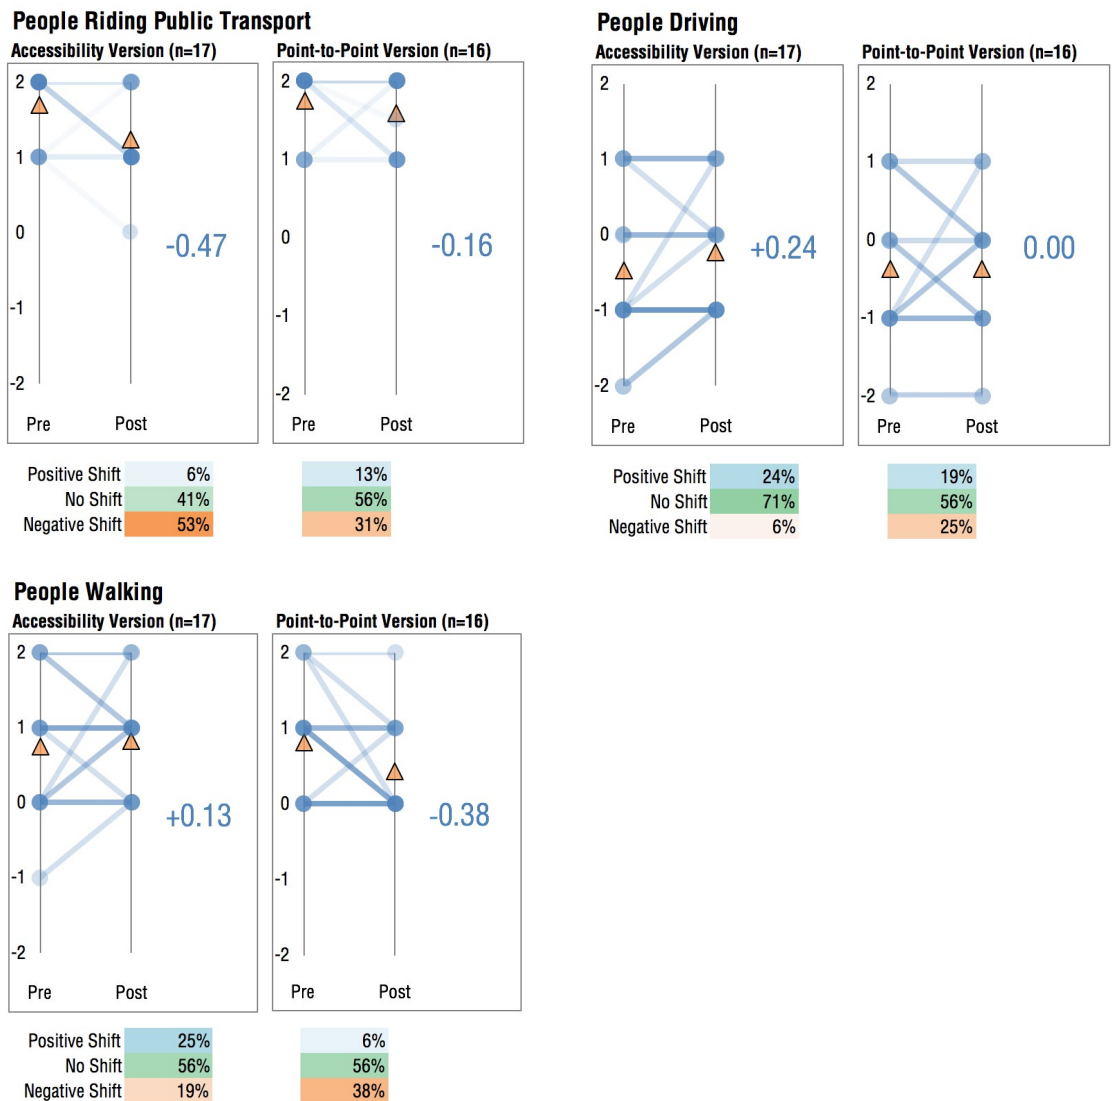 People Riding Public Transport
Accessibility Version (n=17)
Point-to-Point Version (n=16)
2
1
0
-1
-2
Pre
Post
-0.47
2
1
0
-1
-2
Pre
Post
-0.16
Positive Shift 6% 13%
No Shift 41% 56%
Negative Shift 53% 31%
People Driving
Accessibility Version (n=17)
Point-to-Point Version (n=16)
2
1
0
-1
-2
Pre
Post
+0.24
2
1
0
-1
-2
Pre
Post
0.00
Positive Shift 24% 19%
No Shift 71% 56%
Negative Shift 6% 25%
People Walking
Accessibility Version (n=17)
Point-to-Point Version (n=16)
2
1
0
-1
-2
Pre
Post
+0.13
2
1
0
-1
-2
Pre
Post
-0.38
Positive Shift 25% 6%
No Shift 56% 56%
Negative Shift 19% 38%